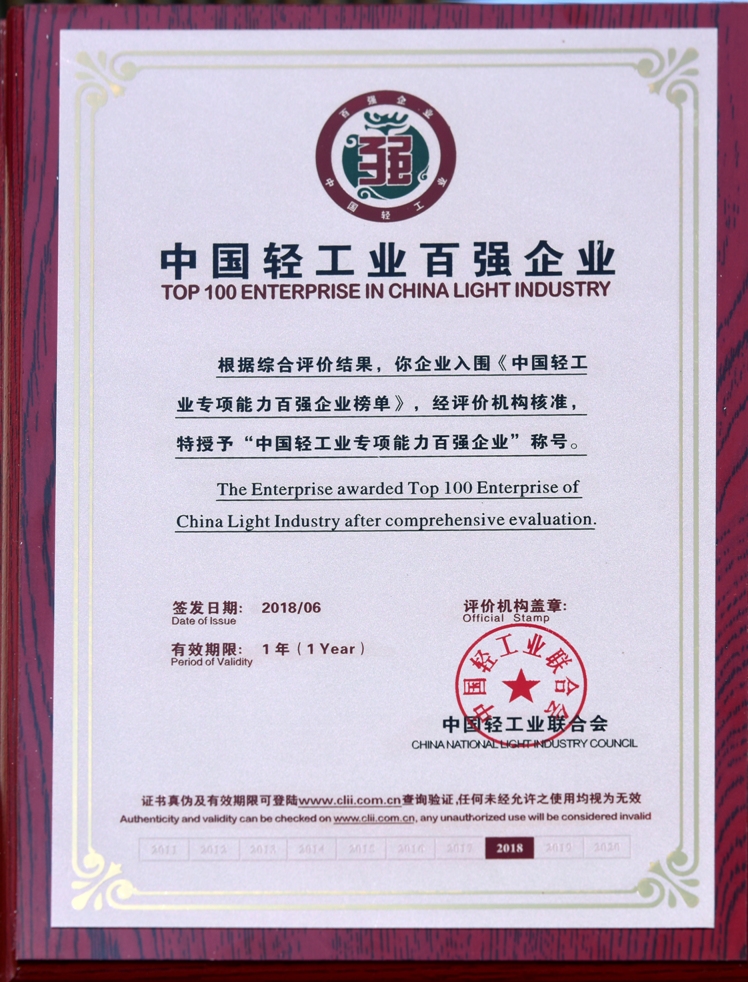 百强企业
强
中国轻工业
中国轻工业百强企业
TOP 100 ENTERPRISE IN CHINA LIGHT INDUSTRY
根据综合评价结果，你企业入围《中国轻工
业专项能力百强企业榜单》，经评价机构核准，
特授予“中国轻工业专项能力百强企业”称号。
The Enterprise awarded Top 100 Enterprise of
China Light Industry after comprehensive evaluation.
签发日期： 2018/06
Date of Issue
有效期限： 1 年（1 Year）
Period of Validity
评价机构盖章：
Official Stamp
中国轻工业联合会
中国轻工业联合会
CHINA NATIONAL LIGHT INDUSTRY COUNCIL
证书真伪及有效期限可登陆www.clii.com.cn查询验证,任何未经允许之使用均视为无效
Authenticity and validity can be checked on www.clii.com.cn, any unauthorized use will be considered invalid
2011 2012 2013 2014 2015 2016 2017 2018 2019 2020